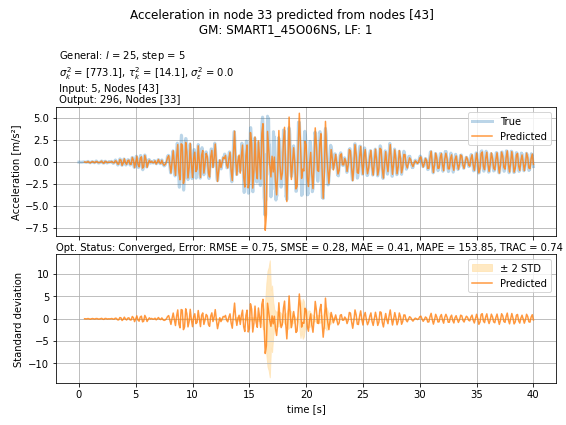 Acceleration in node 33 predicted from nodes [43]
GM: SMART1_45O06NS, LF: 1
General: l = 25, step = 5
σ²ₖ = [773.1], τ²ₖ = [14.1], σ²ε = 0.0
Input: 5, Nodes [43]
Output: 296, Nodes [33]
5.0
2.5
0.0
−2.5
−5.0
−7.5
Acceleration [m/s²]
True
Predicted
Opt. Status: Converged, Error: RMSE = 0.75, SMSE = 0.28, MAE = 0.41, MAPE = 153.85, TRAC = 0.74
10
5
0
−5
−10
Standard deviation
± 2 STD
Predicted
0 5 10 15 20 25 30 35 40
time [s]